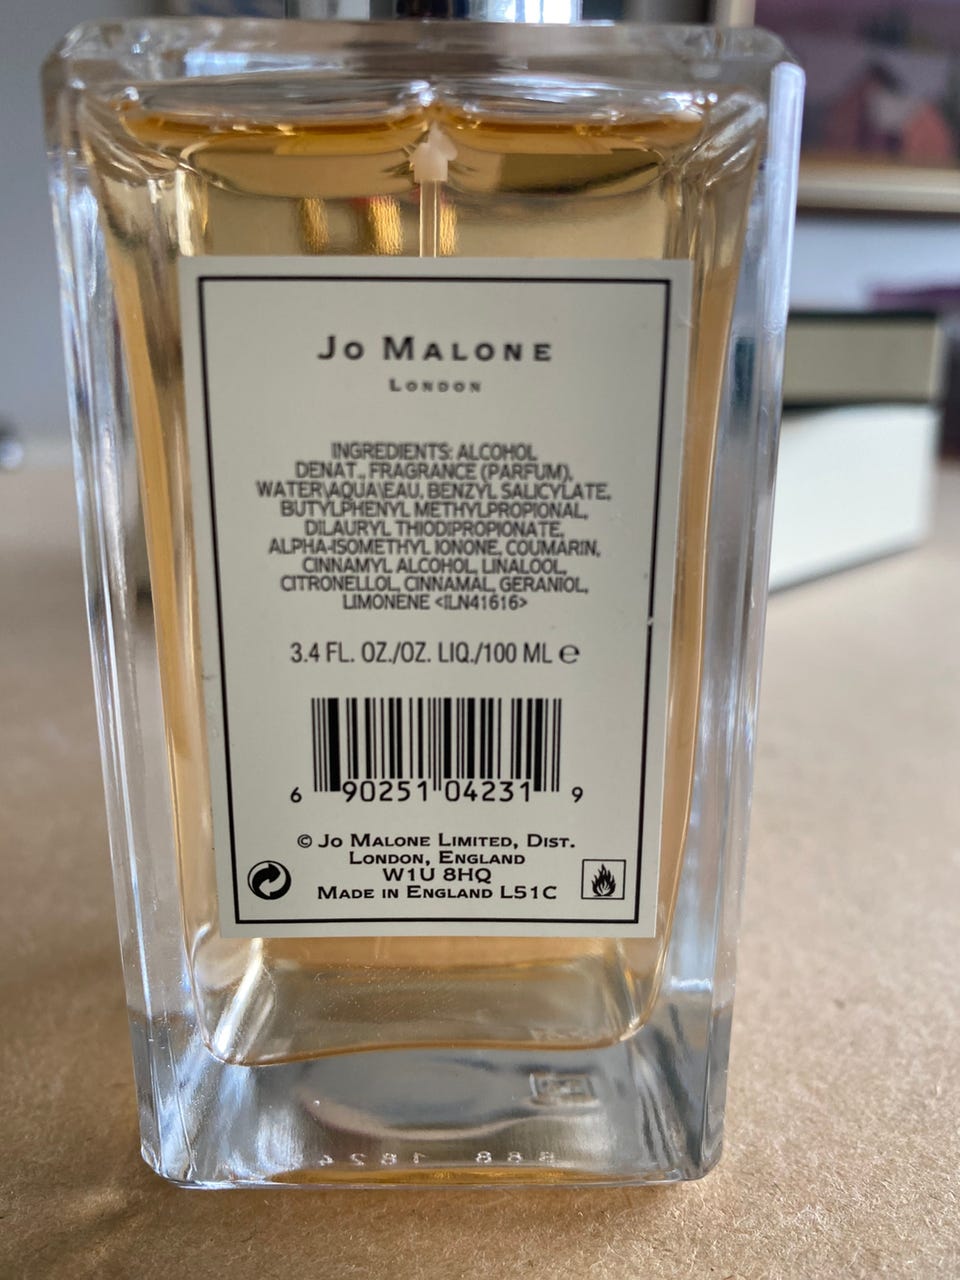 JO MALONE
LONDON
INGREDIENTS: ALCOHOL
DENAT., FRAGRANCE (PARFUM),
WATER\AQUA\EAU, BENZYL SALICYLATE,
BUTYLPHENYL METHYLPROPIONAL,
DILAURYL THIODIPROPIONATE,
ALPHA-ISOMETHYL IONONE, COUMARIN,
CINNAMYL ALCOHOL, LINALOOL,
CITRONELLOL, CINNAMAL, GERANIOL,
LIMONENE <ILN41616>
3.4 FL. OZ./OZ. LIQ./100 ML ℮
6 90251 04231 9
© JO MALONE LIMITED, DIST.
LONDON, ENGLAND
W1U 8HQ
MADE IN ENGLAND L51C